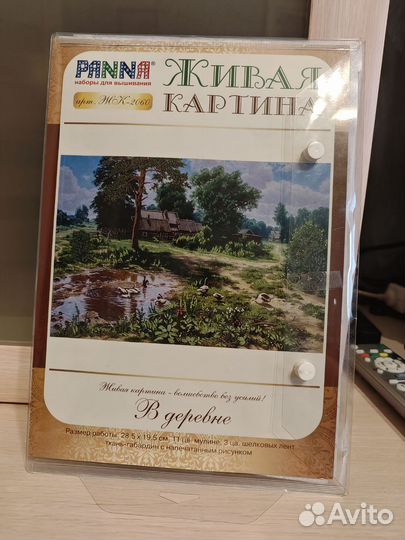 PANNA®
наборы для вышивания
арт. ЖК-2060
ЖИВАЯ
КАРТИНА
Живая картина - волшебство без усилий!
В деревне
Размер работы: 28.5 x 19.5 см, 11 цв. мулине, 3 цв. шелковых лент
ткань-габардин с напечатанным рисунком
Avito